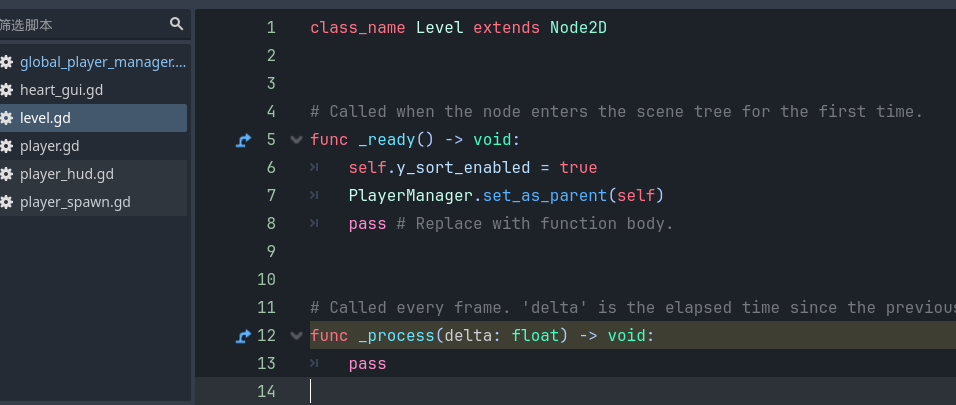 筛选脚本
global_player_manager....
heart_gui.gd
level.gd
player.gd
player_hud.gd
player_spawn.gd
1 class_name Level extends Node2D
2
3
4 # Called when the node enters the scene tree for the first time.
5 func _ready() -> void:
6 self.y_sort_enabled = true
7 PlayerManager.set_as_parent(self)
8 pass # Replace with function body.
9
10
11 # Called every frame. 'delta' is the elapsed time since the previous
12 func _process(delta: float) -> void:
13 pass
14